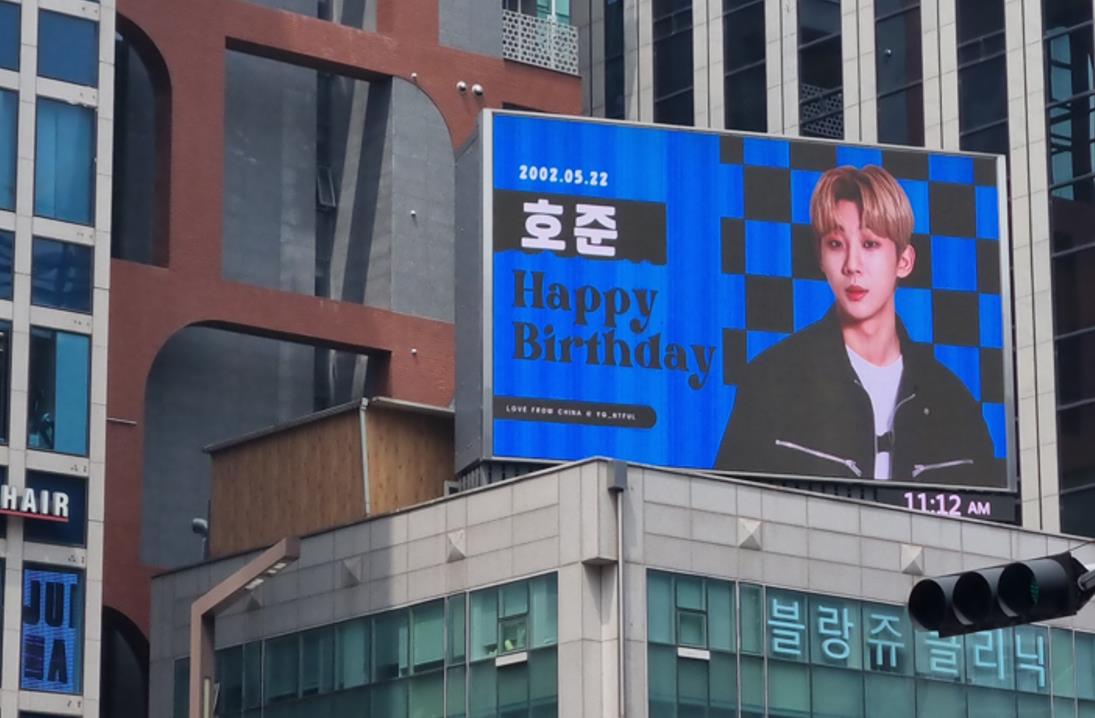 2002.05.22
호준
Happy
Birthday
LOVE FROM CHINA @ YG_BTFUL
11:12 AM
HAIR
블랑쥬클리닉